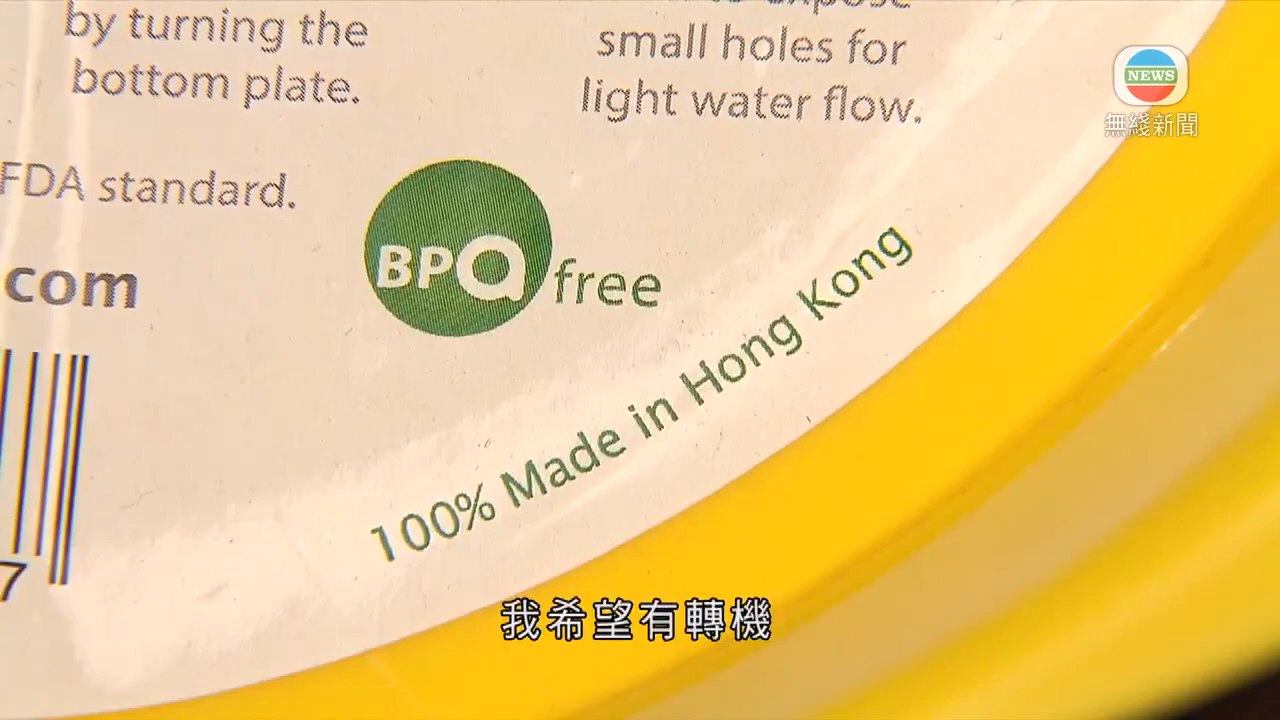 by turning the
bottom plate.
small holes for
light water flow.
FDA standard.
.com
BPA free
100% Made in Hong Kong
7
NEWS
無綫新聞
我希望有轉機